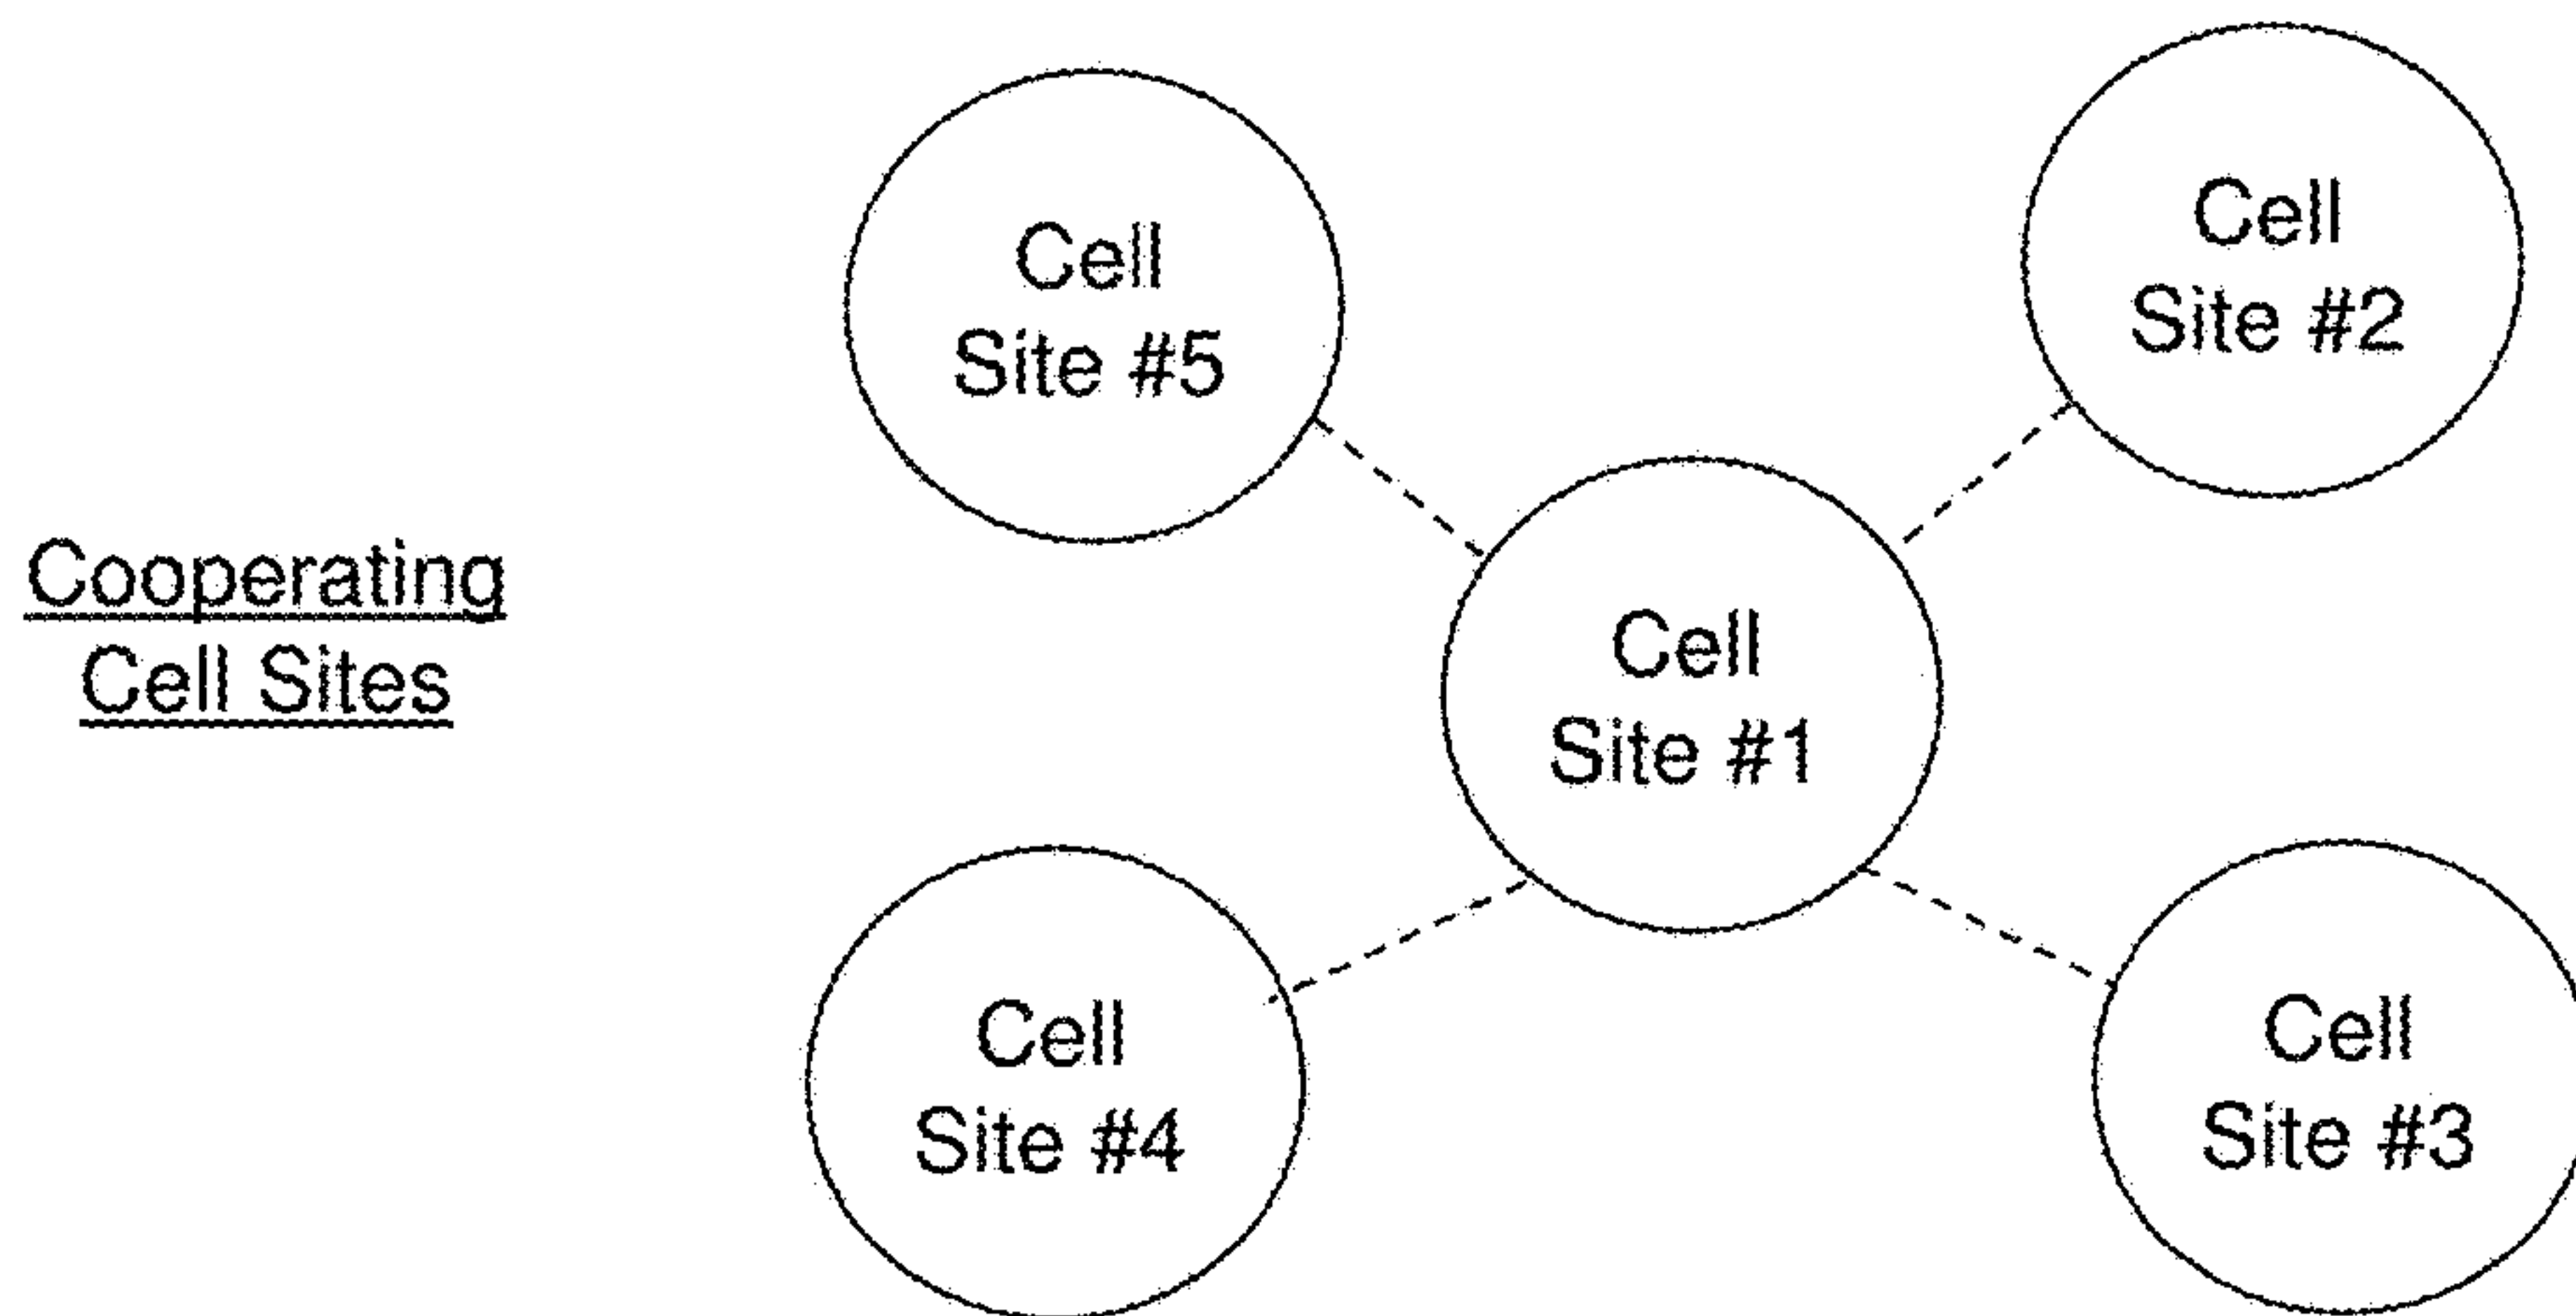 Cooperating
Cell Sites
Cell
Site #5
Cell
Site #2
Cell
Site #1
Cell
Site #4
Cell
Site #3